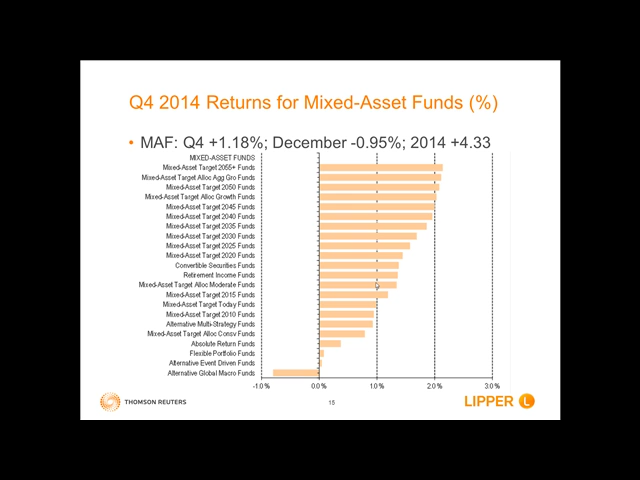 Q4 2014 Returns for Mixed-Asset Funds (%)
• MAF: Q4 +1.18%; December -0.95%; 2014 +4.33
MIXED-ASSET FUNDS
Mixed-Asset Target 2055+ Funds
Mixed-Asset Target Alloc Agg Gro Funds
Mixed-Asset Target 2050 Funds
Mixed-Asset Target Alloc Growth Funds
Mixed-Asset Target 2045 Funds
Mixed-Asset Target 2040 Funds
Mixed-Asset Target 2035 Funds
Mixed-Asset Target 2030 Funds
Mixed-Asset Target 2025 Funds
Mixed-Asset Target 2020 Funds
Convertible Securities Funds
Retirement Income Funds
Mixed-Asset Target Alloc Moderate Funds
Mixed-Asset Target 2015 Funds
Mixed-Asset Target Today Funds
Mixed-Asset Target 2010 Funds
Alternative Multi-Strategy Funds
Mixed-Asset Target Alloc Consv Funds
Absolute Return Funds
Flexible Portfolio Funds
Alternative Event Driven Funds
Alternative Global Macro Funds
-1.0% 0.0% 1.0% 2.0% 3.0%
THOMSON REUTERS 15 LIPPER L